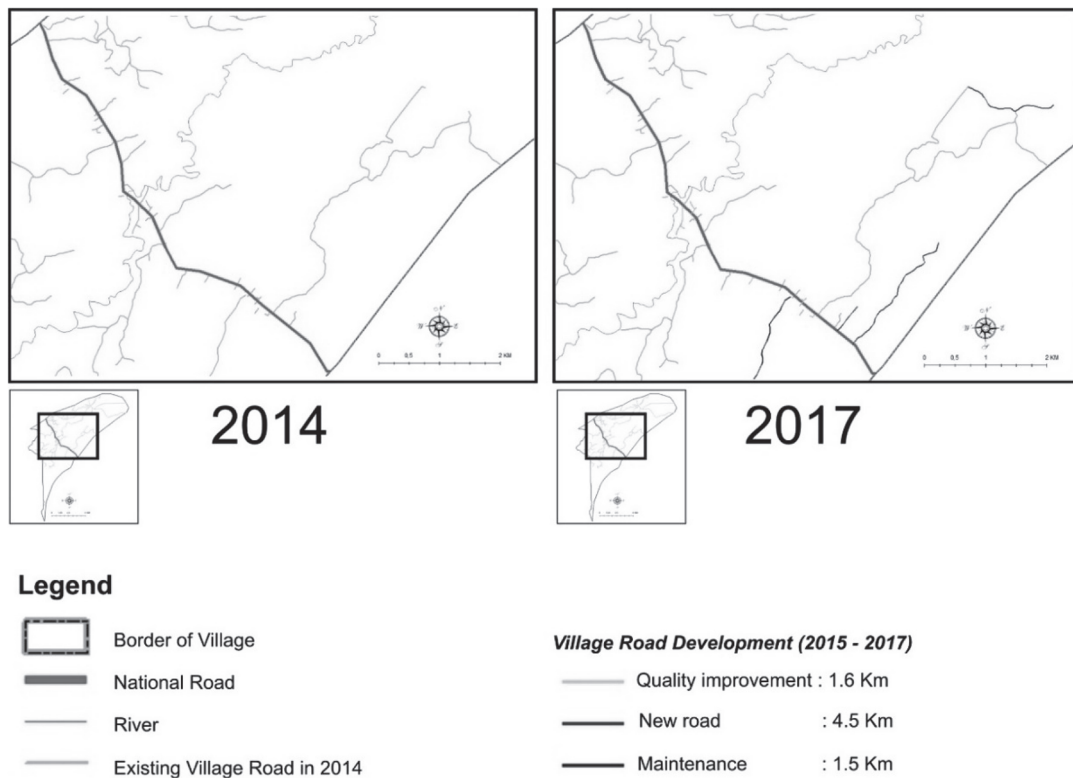 0 0,5 1 2 KM
0 0,5 1 2 KM
2014
2017
Legend
Border of Village
National Road
River
Existing Village Road in 2014
Village Road Development (2015 - 2017)
Quality improvement : 1.6 Km
New road : 4.5 Km
Maintenance : 1.5 Km